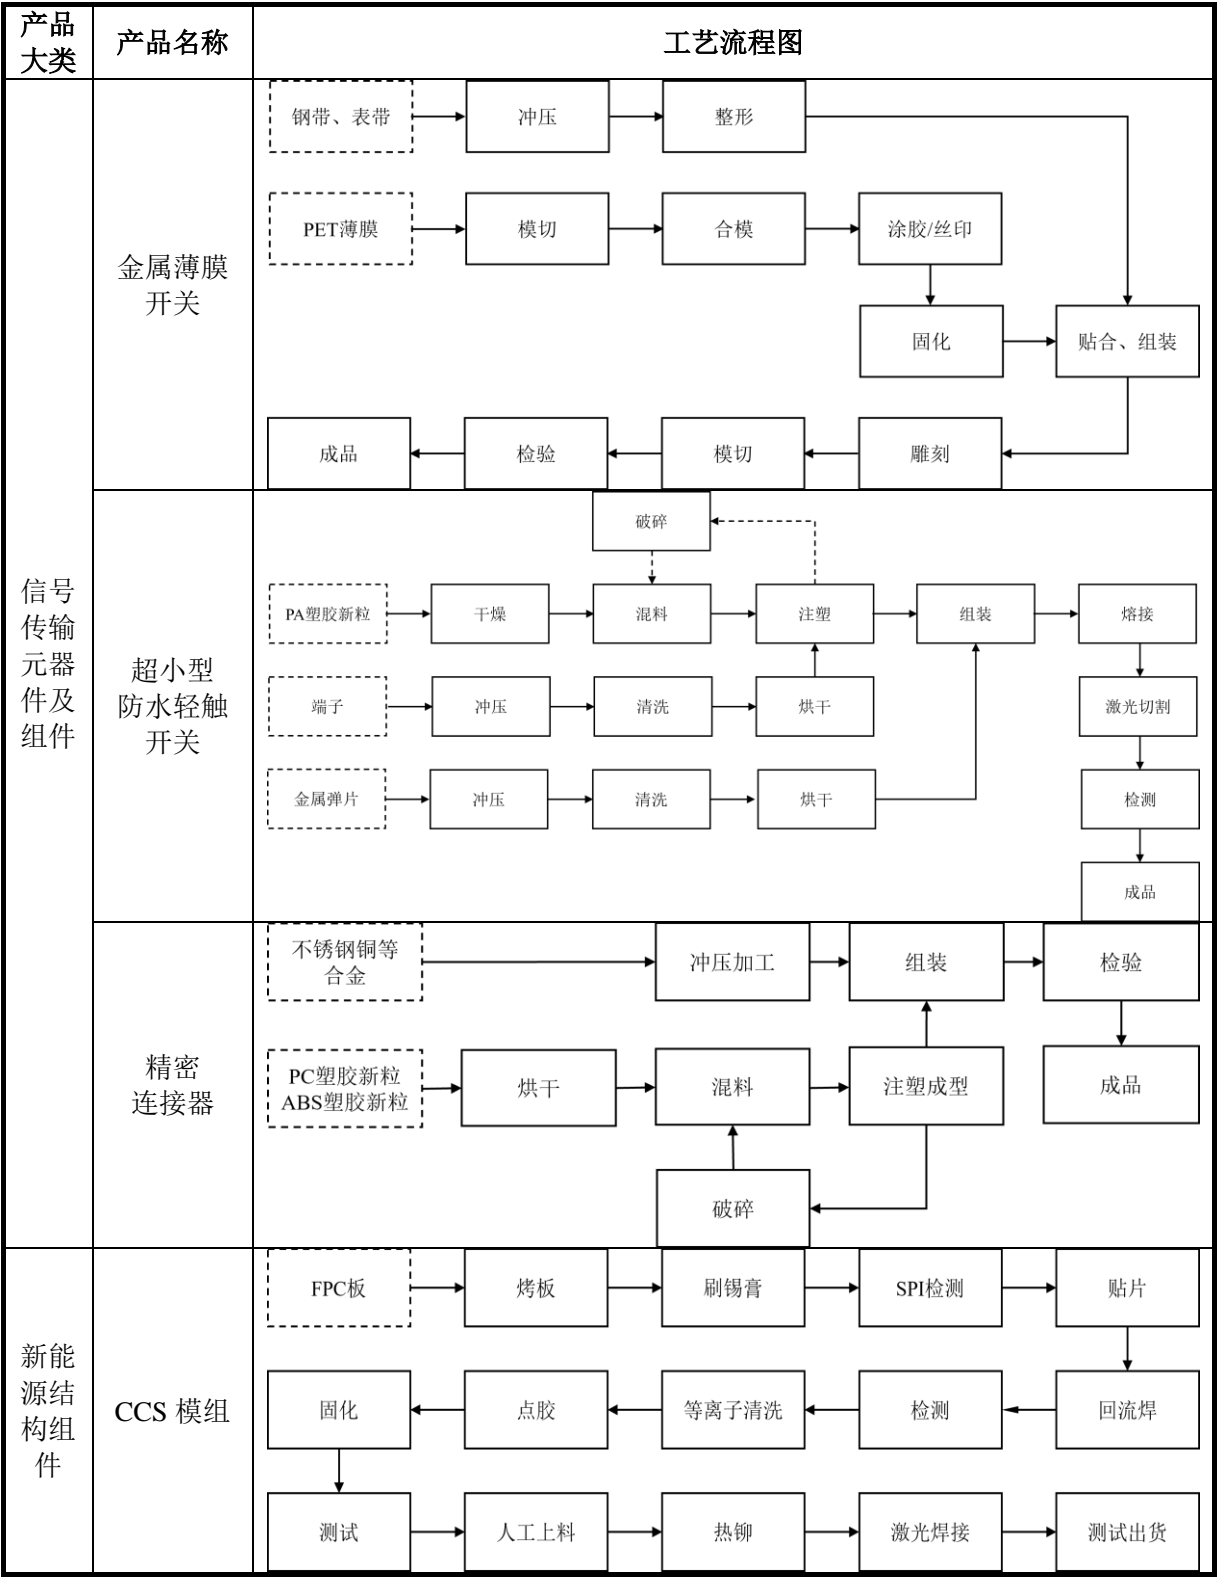 产品
大类
产品名称
工艺流程图
信号
传输
元器
件及
组件
金属薄膜
开关
钢带、表带
冲压
整形
PET薄膜
模切
合模
涂胶/丝印
固化
贴合、组装
成品
检验
模切
雕刻
超小型
防水轻触
开关
破碎
PA塑胶新粒
干燥
混料
注塑
组装
熔接
端子
冲压
清洗
烘干
激光切割
金属弹片
冲压
清洗
烘干
检测
成品
精密
连接器
不锈钢铜等
合金
冲压加工
组装
检验
PC塑胶新粒
ABS塑胶新粒
烘干
混料
注塑成型
成品
破碎
新能
源结
构组
件
CCS 模组
FPC板
烤板
刷锡膏
SPI检测
贴片
固化
点胶
等离子清洗
检测
回流焊
测试
人工上料
热铆
激光焊接
测试出货